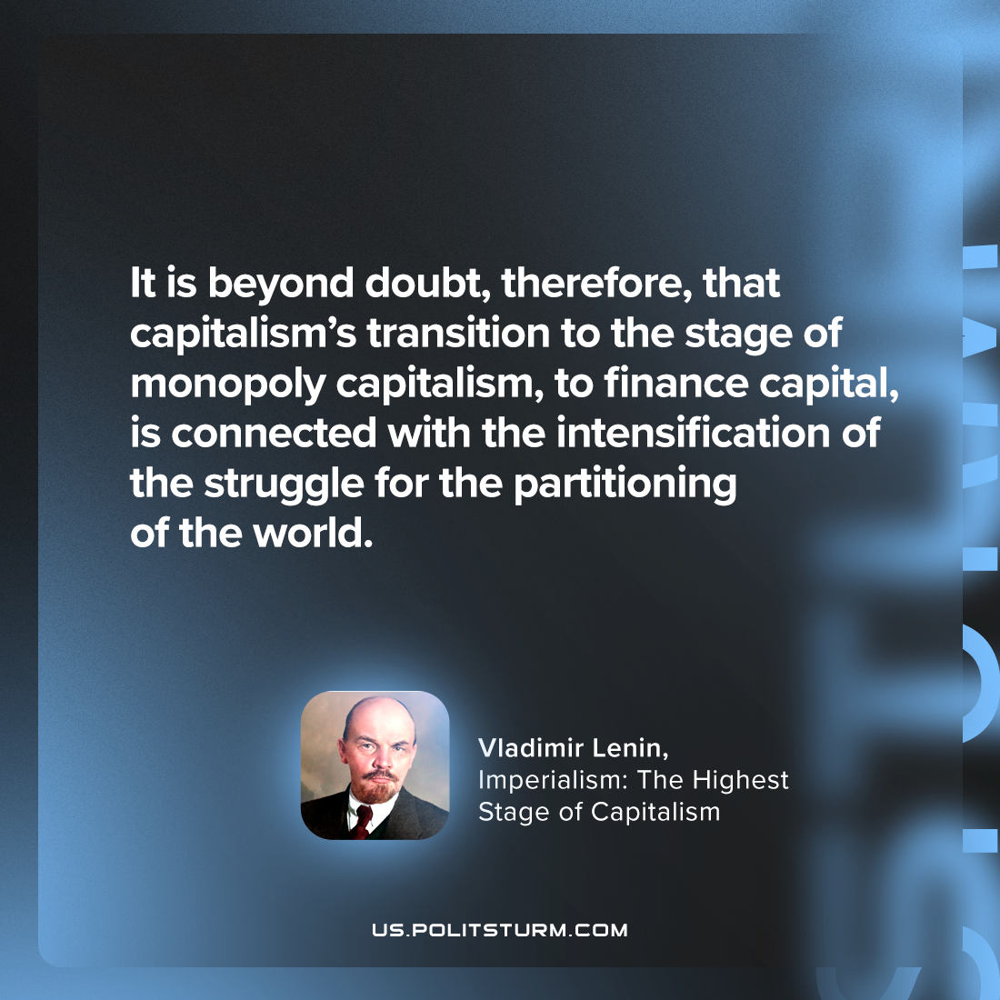 It is beyond doubt, therefore, that
capitalism’s transition to the stage of
monopoly capitalism, to finance capital,
is connected with the intensification of
the struggle for the partitioning
of the world.
Vladimir Lenin,
Imperialism: The Highest
Stage of Capitalism
US.POLITSTURM.COM